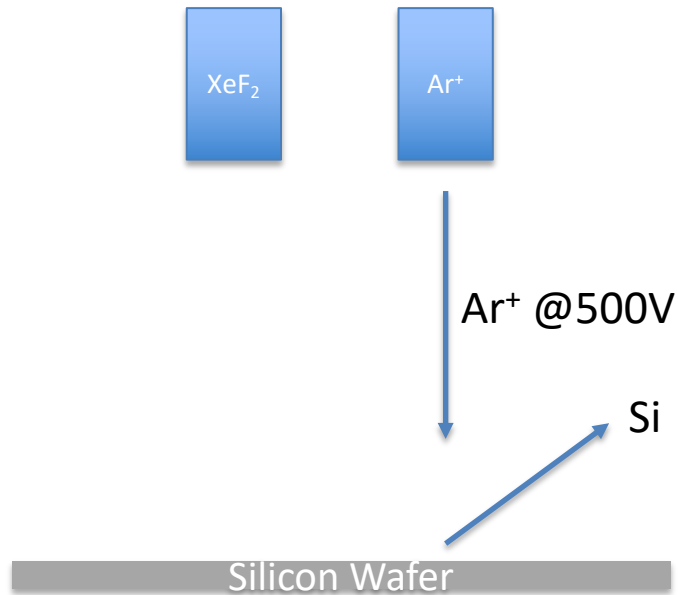 XeF₂
Ar⁺
Ar⁺ @500V
Si
Silicon Wafer